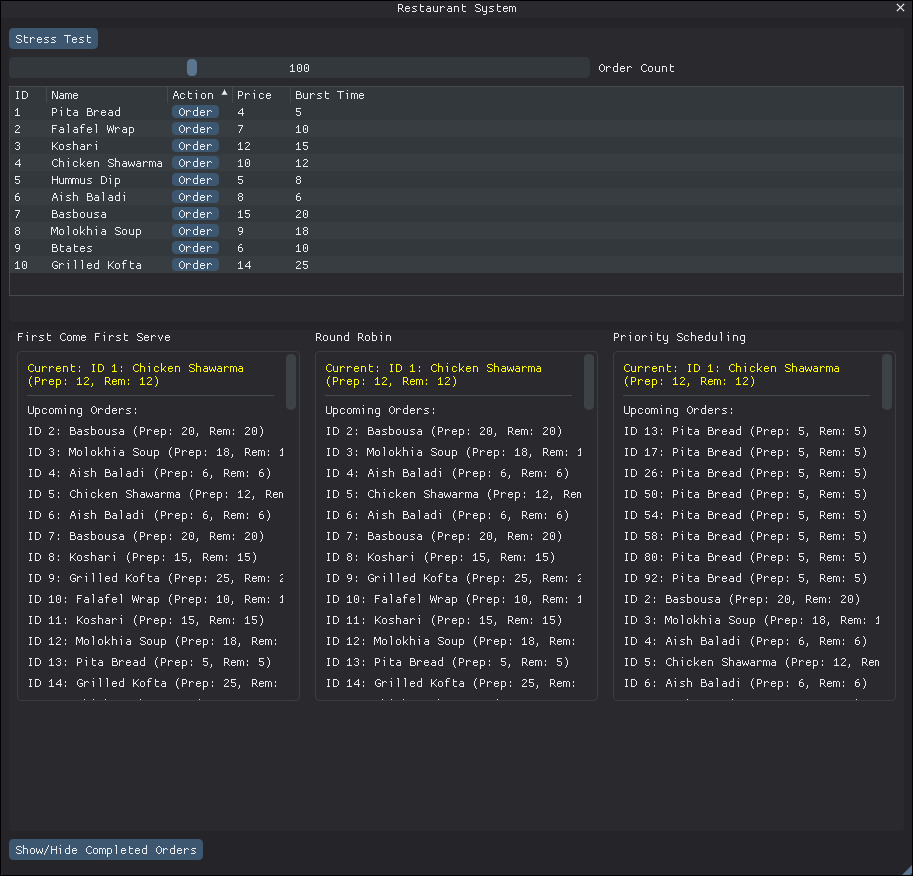 Restaurant System
Stress Test
100 Order Count
ID Name Action Price Burst Time
1 Pita Bread Order 4 5
2 Falafel Wrap Order 7 10
3 Koshari Order 12 15
4 Chicken Shawarma Order 10 12
5 Hummus Dip Order 5 8
6 Aish Baladi Order 8 6
7 Basbousa Order 15 20
8 Molokhia Soup Order 9 18
9 Btates Order 6 10
10 Grilled Kofta Order 14 25
First Come First Serve
Current: ID 1: Chicken Shawarma
(Prep: 12, Rem: 12)
Upcoming Orders:
ID 2: Basbousa (Prep: 20, Rem: 20)
ID 3: Molokhia Soup (Prep: 18, Rem: 1
ID 4: Aish Baladi (Prep: 6, Rem: 6)
ID 5: Chicken Shawarma (Prep: 12, Rem
ID 6: Aish Baladi (Prep: 6, Rem: 6)
ID 7: Basbousa (Prep: 20, Rem: 20)
ID 8: Koshari (Prep: 15, Rem: 15)
ID 9: Grilled Kofta (Prep: 25, Rem: 2
ID 10: Falafel Wrap (Prep: 10, Rem: 1
ID 11: Koshari (Prep: 15, Rem: 15)
ID 12: Molokhia Soup (Prep: 18, Rem:
ID 13: Pita Bread (Prep: 5, Rem: 5)
ID 14: Grilled Kofta (Prep: 25, Rem:
Round Robin
Current: ID 1: Chicken Shawarma
(Prep: 12, Rem: 12)
Upcoming Orders:
ID 2: Basbousa (Prep: 20, Rem: 20)
ID 3: Molokhia Soup (Prep: 18, Rem: 1
ID 4: Aish Baladi (Prep: 6, Rem: 6)
ID 5: Chicken Shawarma (Prep: 12, Rem
ID 6: Aish Baladi (Prep: 6, Rem: 6)
ID 7: Basbousa (Prep: 20, Rem: 20)
ID 8: Koshari (Prep: 15, Rem: 15)
ID 9: Grilled Kofta (Prep: 25, Rem: 2
ID 10: Falafel Wrap (Prep: 10, Rem: 1
ID 11: Koshari (Prep: 15, Rem: 15)
ID 12: Molokhia Soup (Prep: 18, Rem:
ID 13: Pita Bread (Prep: 5, Rem: 5)
ID 14: Grilled Kofta (Prep: 25, Rem:
Priority Scheduling
Current: ID 1: Chicken Shawarma
(Prep: 12, Rem: 12)
Upcoming Orders:
ID 13: Pita Bread (Prep: 5, Rem: 5)
ID 17: Pita Bread (Prep: 5, Rem: 5)
ID 26: Pita Bread (Prep: 5, Rem: 5)
ID 50: Pita Bread (Prep: 5, Rem: 5)
ID 54: Pita Bread (Prep: 5, Rem: 5)
ID 58: Pita Bread (Prep: 5, Rem: 5)
ID 80: Pita Bread (Prep: 5, Rem: 5)
ID 92: Pita Bread (Prep: 5, Rem: 5)
ID 2: Basbousa (Prep: 20, Rem: 20)
ID 3: Molokhia Soup (Prep: 18, Rem: 1
ID 4: Aish Baladi (Prep: 6, Rem: 6)
ID 5: Chicken Shawarma (Prep: 12, Rem
ID 6: Aish Baladi (Prep: 6, Rem: 6)
Show/Hide Completed Orders